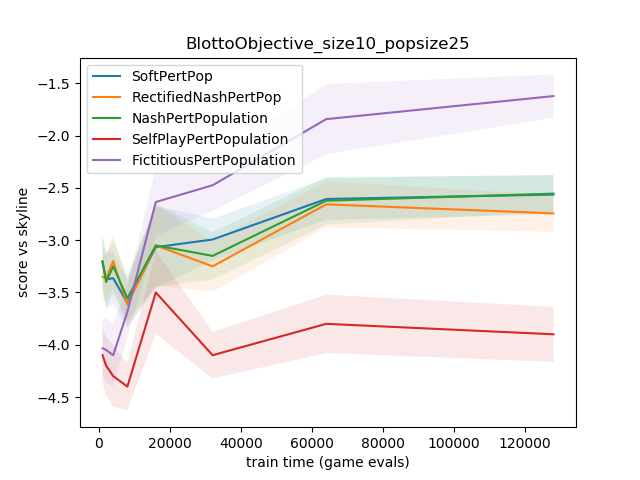 BlottoObjective_size10_popsize25
SoftPertPop
RectifiedNashPertPop
NashPertPopulation
SelfPlayPertPopulation
FictitiousPertPopulation
score vs skyline
−1.5
−2.0
−2.5
−3.0
−3.5
−4.0
−4.5
0 20000 40000 60000 80000 100000 120000
train time (game evals)